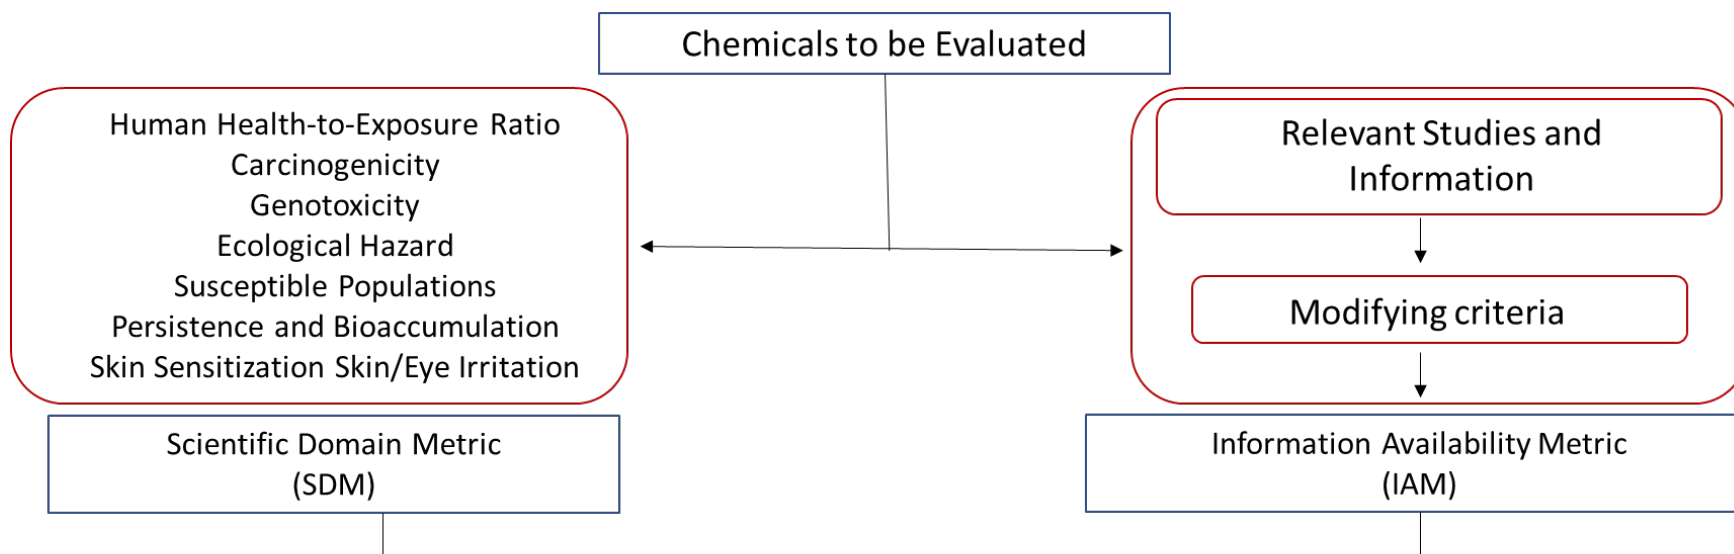 Chemicals to be Evaluated
Human Health-to-Exposure Ratio
Carcinogenicity
Genotoxicity
Ecological Hazard
Susceptible Populations
Persistence and Bioaccumulation
Skin Sensitization Skin/Eye Irritation
Scientific Domain Metric
(SDM)
Relevant Studies and
Information
Modifying criteria
Information Availability Metric
(IAM)